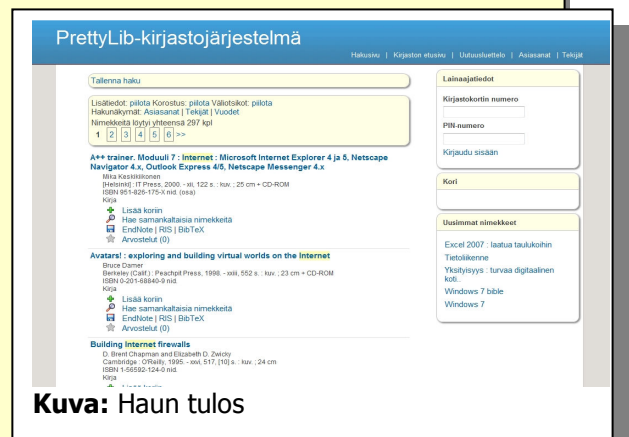 PrettyLib-kirjastojärjestelmä
Hakusivu | Kirjaston etusivu | Uutuusluettelo | Asiasanat | Tekijät
Tallenna haku
Lisätiedot: piilota Korostus: piilota Väliotsikot: piilota
Hakunäkymät: Asiasanat | Tekijät | Vuodet
Nimekkeitä löytyi yhteensä 297 kpl
1 2 3 4 5 6 >>
A++ trainer. Moduuli 7 : Internet : Microsoft Internet Explorer 4 ja 5, Netscape
Navigator 4.x, Outlook Express 4/5, Netscape Messenger 4.x
Mika Keskikiikonen
[Helsinki] : IT Press, 2000. - xii, 122 s. : kuv. ; 25 cm + CD-ROM
ISBN 951-826-175-X nid. (osa)
Kirja
Lisää koriin
Hae samankaltaisia nimekkeitä
EndNote | RIS | BibTeX
Arvostelut (0)
Avatars! : exploring and building virtual worlds on the Internet
Bruce Damer
Berkeley (Calif.) : Peachpit Press, 1998. - xxiii, 552 s. : kuv. ; 23 cm + CD-ROM
ISBN 0-201-68840-9 nid.
Kirja
Lisää koriin
Hae samankaltaisia nimekkeitä
EndNote | RIS | BibTeX
Arvostelut (0)
Building Internet firewalls
D. Brent Chapman and Elizabeth D. Zwicky
Cambridge : O'Reilly, 1995. - xxvi, 517, [10] s. : kuv. ; 24 cm
ISBN 1-56592-124-0 nid.
Kirja
Lisää koriin
Lainaajatiedot
Kirjastokortin numero
PIN-numero
Kirjaudu sisään
Kori
Uusimmat nimekkeet
Excel 2007 : laatua taulukoihin
Tietoliikenne
Yksityisyys : turvaa digitaalinen
koti..
Windows 7 bible
Windows 7
Kuva: Haun tulos